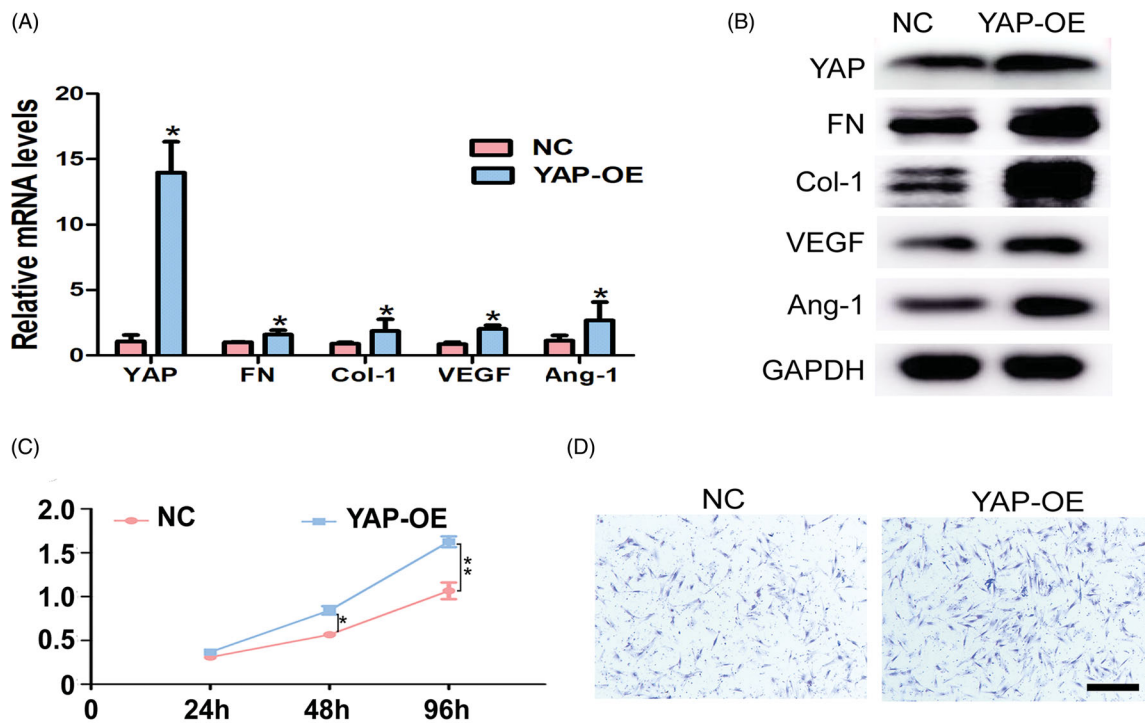 (A)
20
15
10
5
0
Relative mRNA levels
NC
YAP-OE
*
*
*
*
*
YAP
FN
Col-1
VEGF
Ang-1
(B)
NC YAP-OE
YAP
FN
Col-1
VEGF
Ang-1
GAPDH
(C)
NC YAP-OE
2.0
1.5
1.0
0.5
0
*
**
0 24h 48h 96h
(D)
NC
YAP-OE